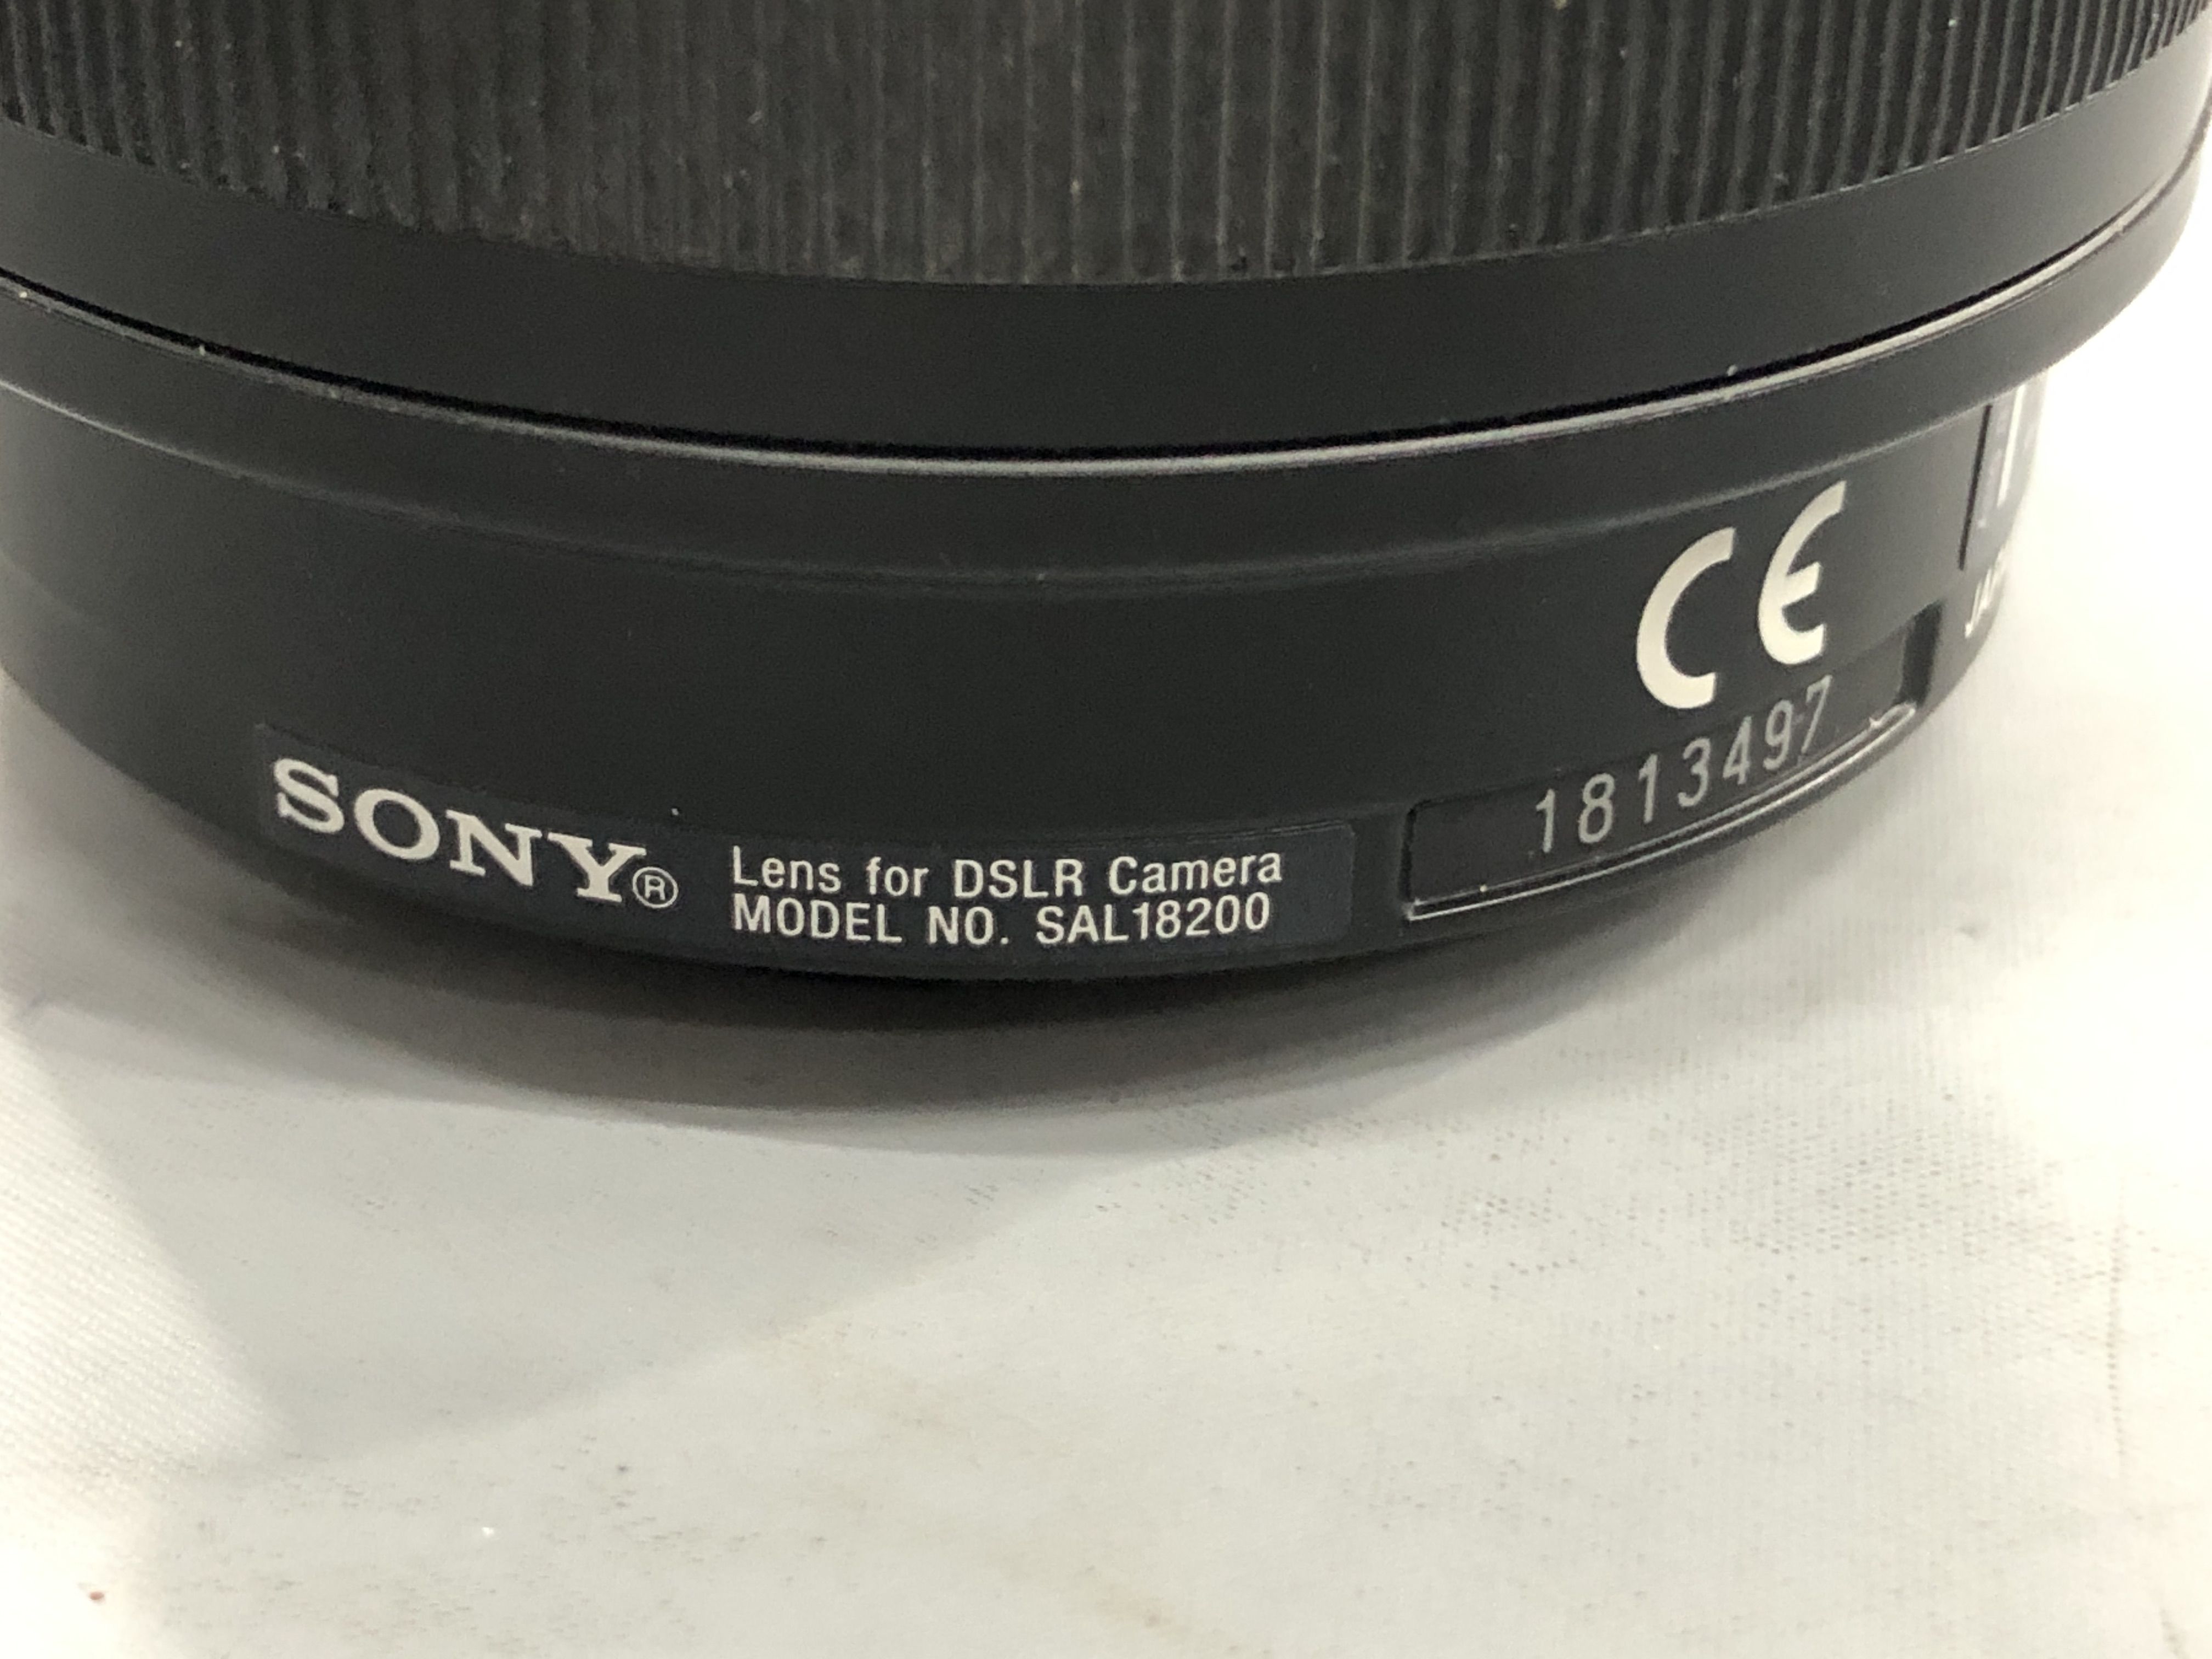 SONY®
Lens for DSLR Camera
MODEL NO. SAL18200
CE
1813497